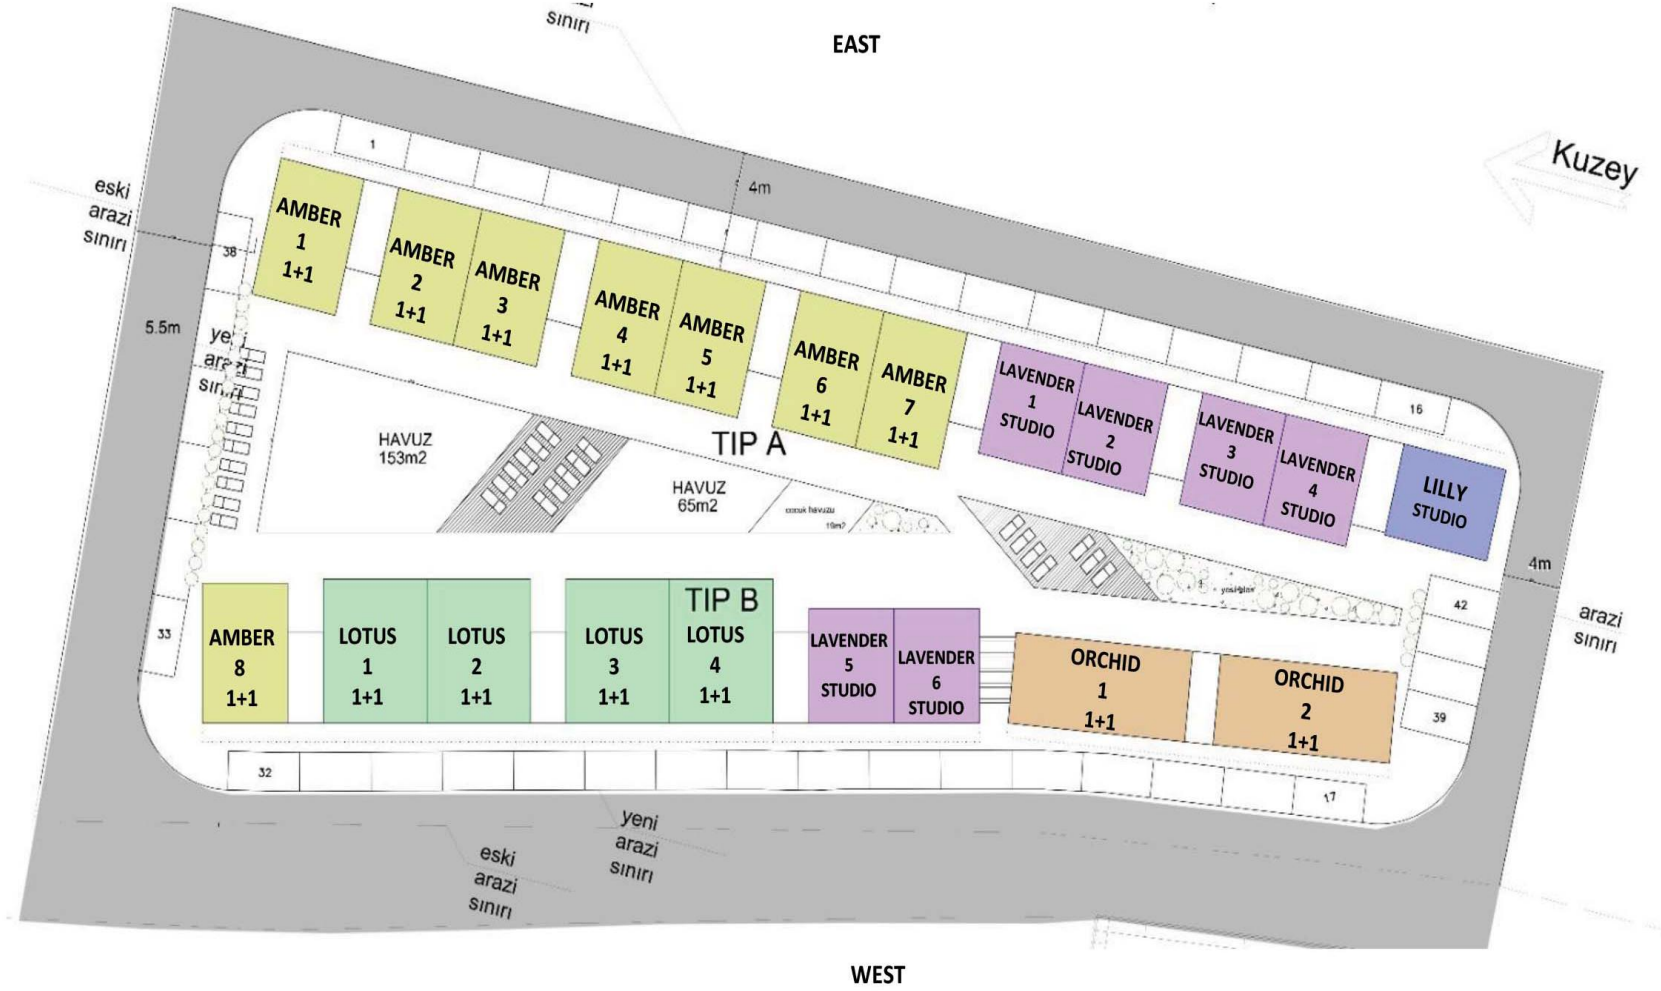 sınırı
EAST
Kuzey
1
4m
eski
arazi
sınırı
38
AMBER
1
1+1
AMBER
2
1+1
AMBER
3
1+1
AMBER
4
1+1
AMBER
5
1+1
AMBER
6
1+1
AMBER
7
1+1
LAVENDER
1
STUDIO
LAVENDER
2
STUDIO
LAVENDER
3
STUDIO
LAVENDER
4
STUDIO
LILLY
STUDIO
16
5.5m
yeni
arazi
sınırı
HAVUZ
153m2
TIP A
HAVUZ
65m2
cocuk havuzu
19m2
4m
42
arazi
sınırı
39
33
AMBER
8
1+1
LOTUS
1
1+1
LOTUS
2
1+1
LOTUS
3
1+1
TIP B
LOTUS
4
1+1
LAVENDER
5
STUDIO
LAVENDER
6
STUDIO
ORCHID
1
1+1
ORCHID
2
1+1
32
17
yeni
arazi
sınırı
eski
arazi
sınırı
WEST